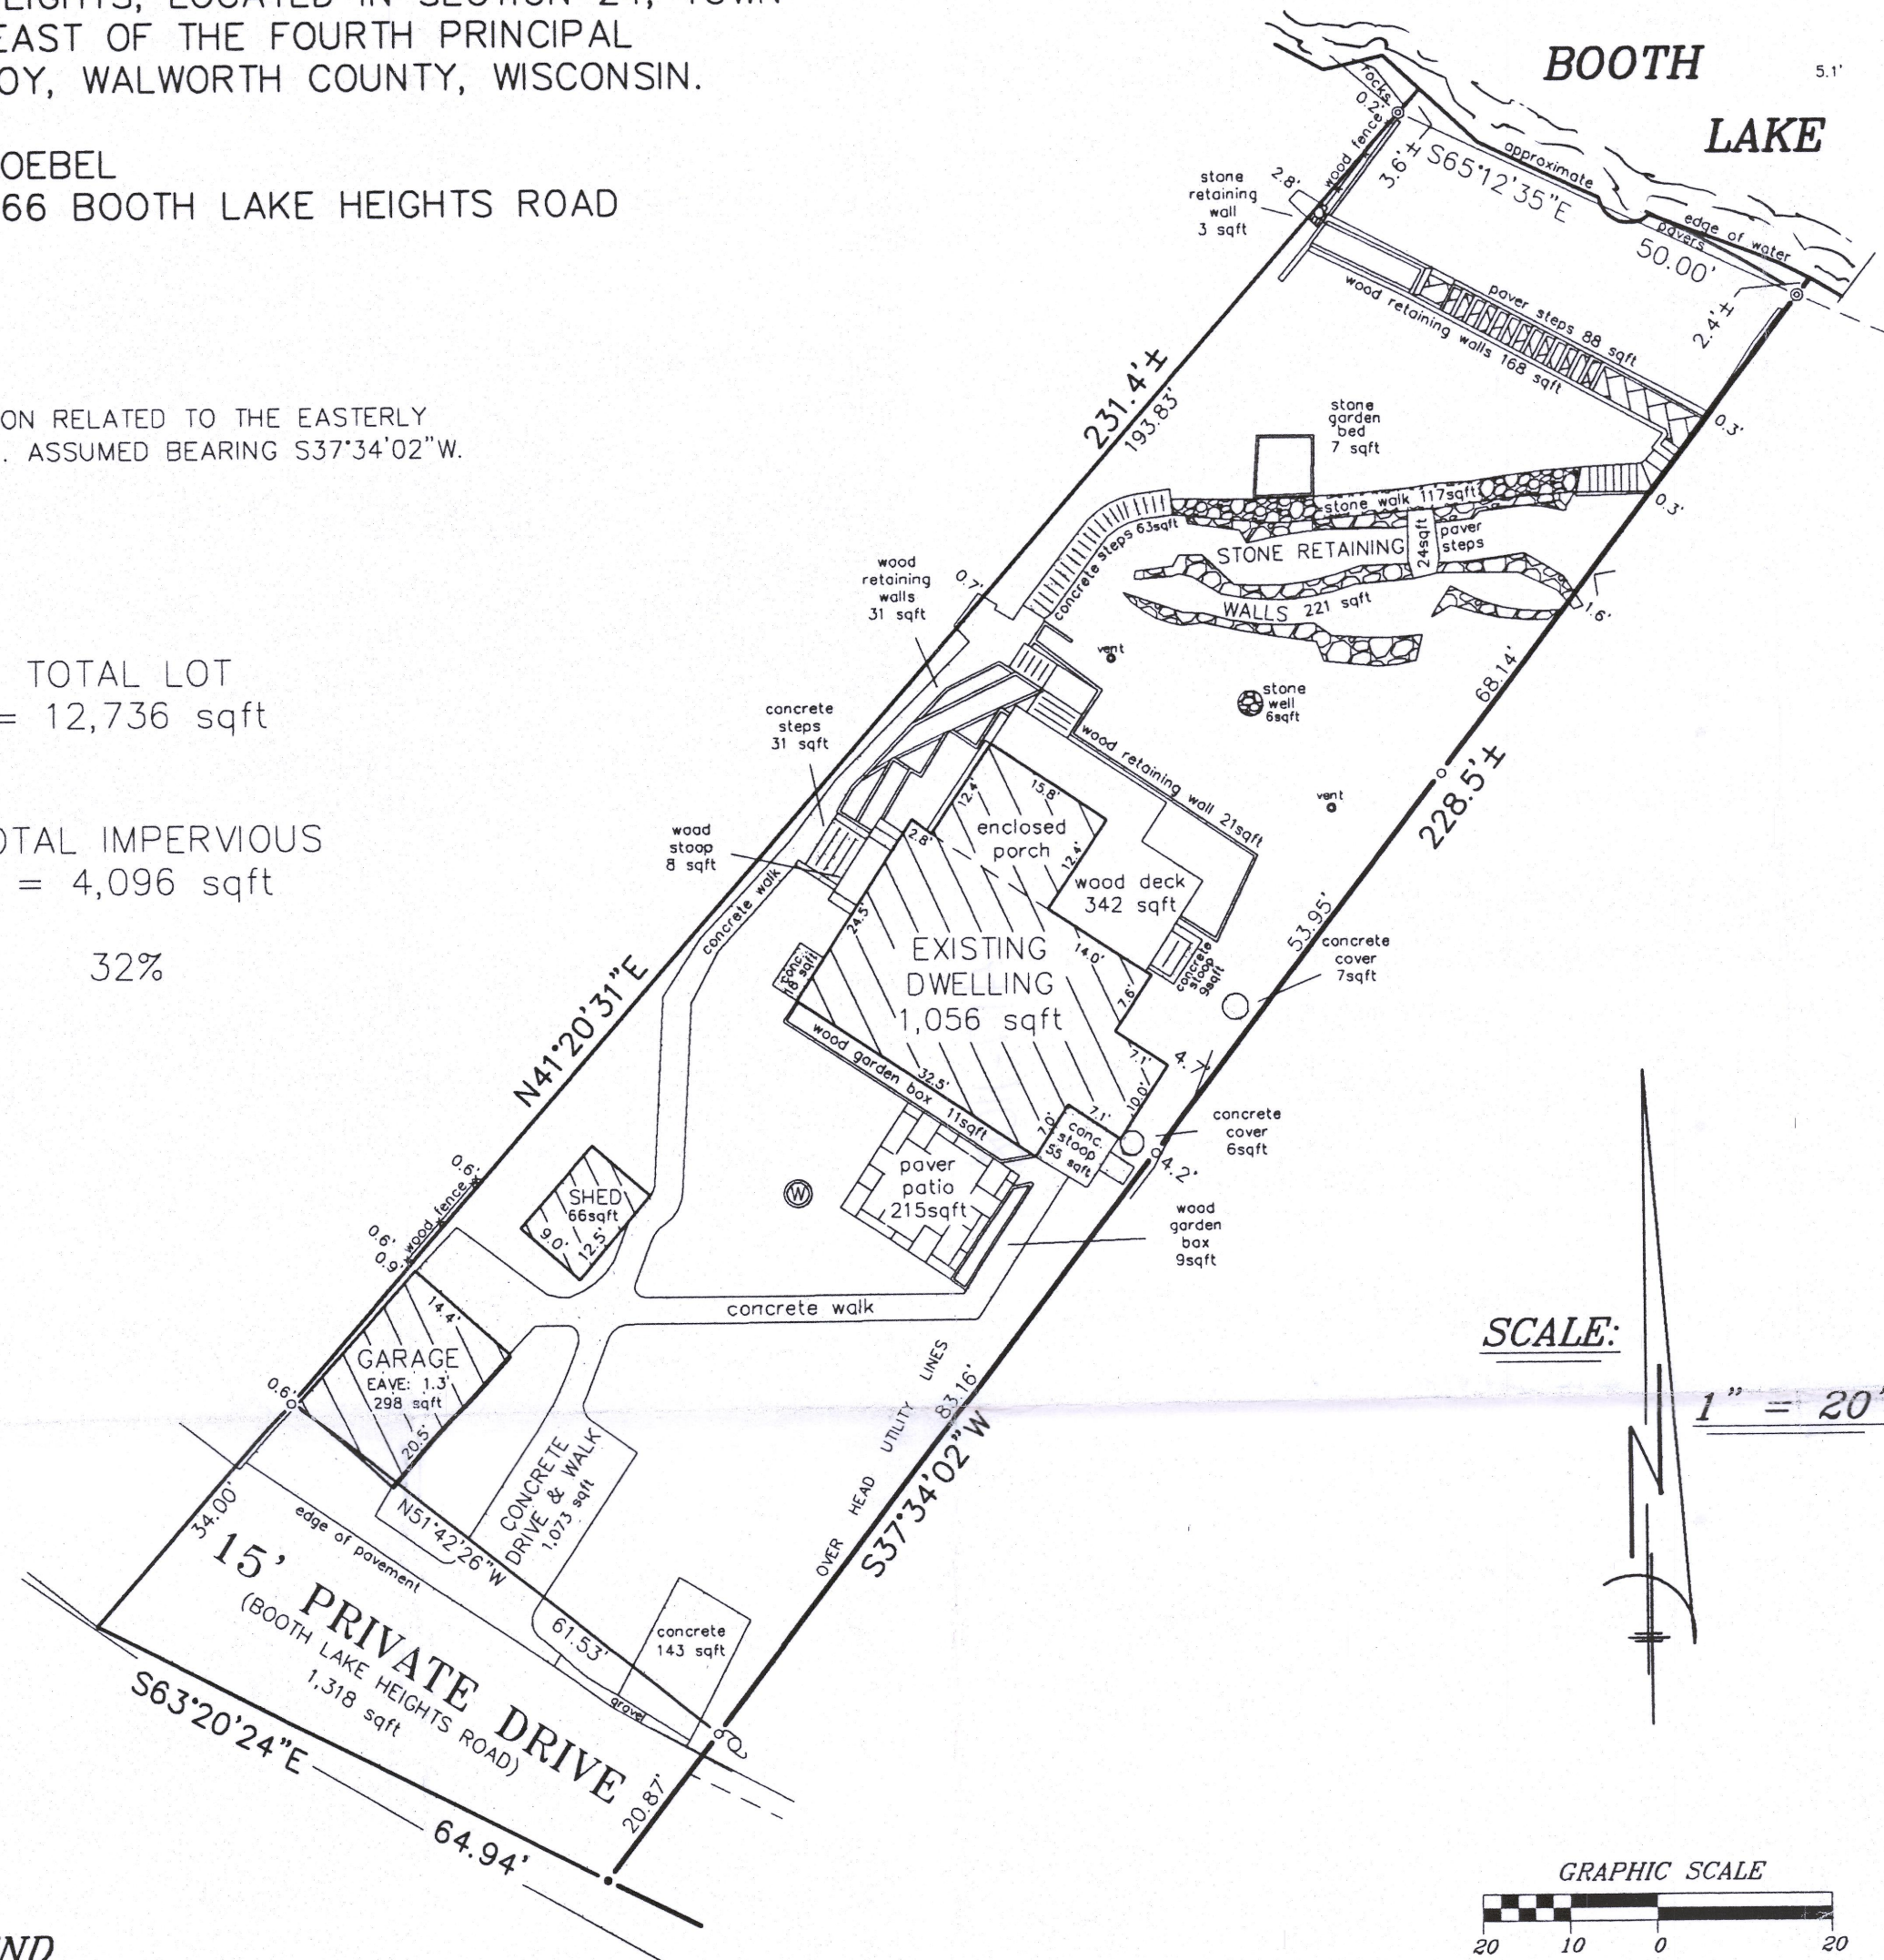 EIGHTS, LOCATED IN SECTION 24, TOWN
EAST OF THE FOURTH PRINCIPAL
OY, WALWORTH COUNTY, WISCONSIN.
OEBEL
66 BOOTH LAKE HEIGHTS ROAD
ON RELATED TO THE EASTERLY
. ASSUMED BEARING S37°34'02"W.
TOTAL LOT
= 12,736 sqft
OTAL IMPERVIOUS
= 4,096 sqft
32%
BOOTH
LAKE
5.1'
rocks
0.2'
wood fence
3.6'±
S65°12'35"E
50.00'
approximate
edge of water
pavers
2.4'±
stone
retaining
wall
3 sqft
2.8'
paver steps 88 sqft
wood retaining walls 168 sqft
0.3'
0.3'
231.4'±
193.83'
stone
garden
bed
7 sqft
stone walk 117sqft
concrete steps 63sqft
STONE RETAINING
WALLS 221 sqft
24sqft
paver
steps
1.6'
0.7'
wood
retaining
walls
31 sqft
vent
stone
well
6sqft
68.14'
228.5'±
vent
concrete
steps
31 sqft
wood retaining wall 21sqft
wood
stoop
8 sqft
12.4'
15.8'
enclosed
porch
12.4'
2.8'
wood deck
342 sqft
concrete walk
24.5'
conc.
18 sqft
EXISTING
DWELLING
1,056 sqft
14.0'
7.6'
concrete
stoop
9sqft
53.95'
concrete
cover
7sqft
7.1'
4.7'
10.0'
32.5'
wood garden box 11sqft
7.0'
7.1'
conc.
stoop
55 sqft
concrete
cover
6sqft
4.2'
N41°20'31"E
paver
patio
215sqft
W
wood
garden
box
9sqft
SHED
66sqft
9.0'
12.5'
0.6'
wood fence
0.6'
0.9'
concrete walk
14.4'
GARAGE
EAVE: 1.3'
298 sqft
20.5'
0.6'
OVER HEAD UTILITY LINES
83.16'
S37°34'02"W
CONCRETE
DRIVE & WALK
1,073 sqft
34.00'
edge of pavement
N51°42'26"W
61.53'
concrete
143 sqft
gravel
15' PRIVATE DRIVE
(BOOTH LAKE HEIGHTS ROAD)
1,318 sqft
20.87'
S63°20'24"E
64.94'
SCALE:
1" = 20'
N
GRAPHIC SCALE
20 10 0 20
ND